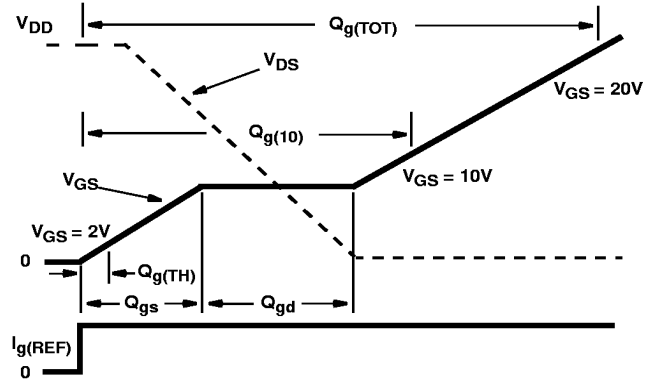 V_DD
Q_g(TOT)
V_DS
V_GS = 20V
Q_g(10)
V_GS
V_GS = 10V
V_GS = 2V
0
Q_g(TH)
Q_gs
Q_gd
I_g(REF)
0